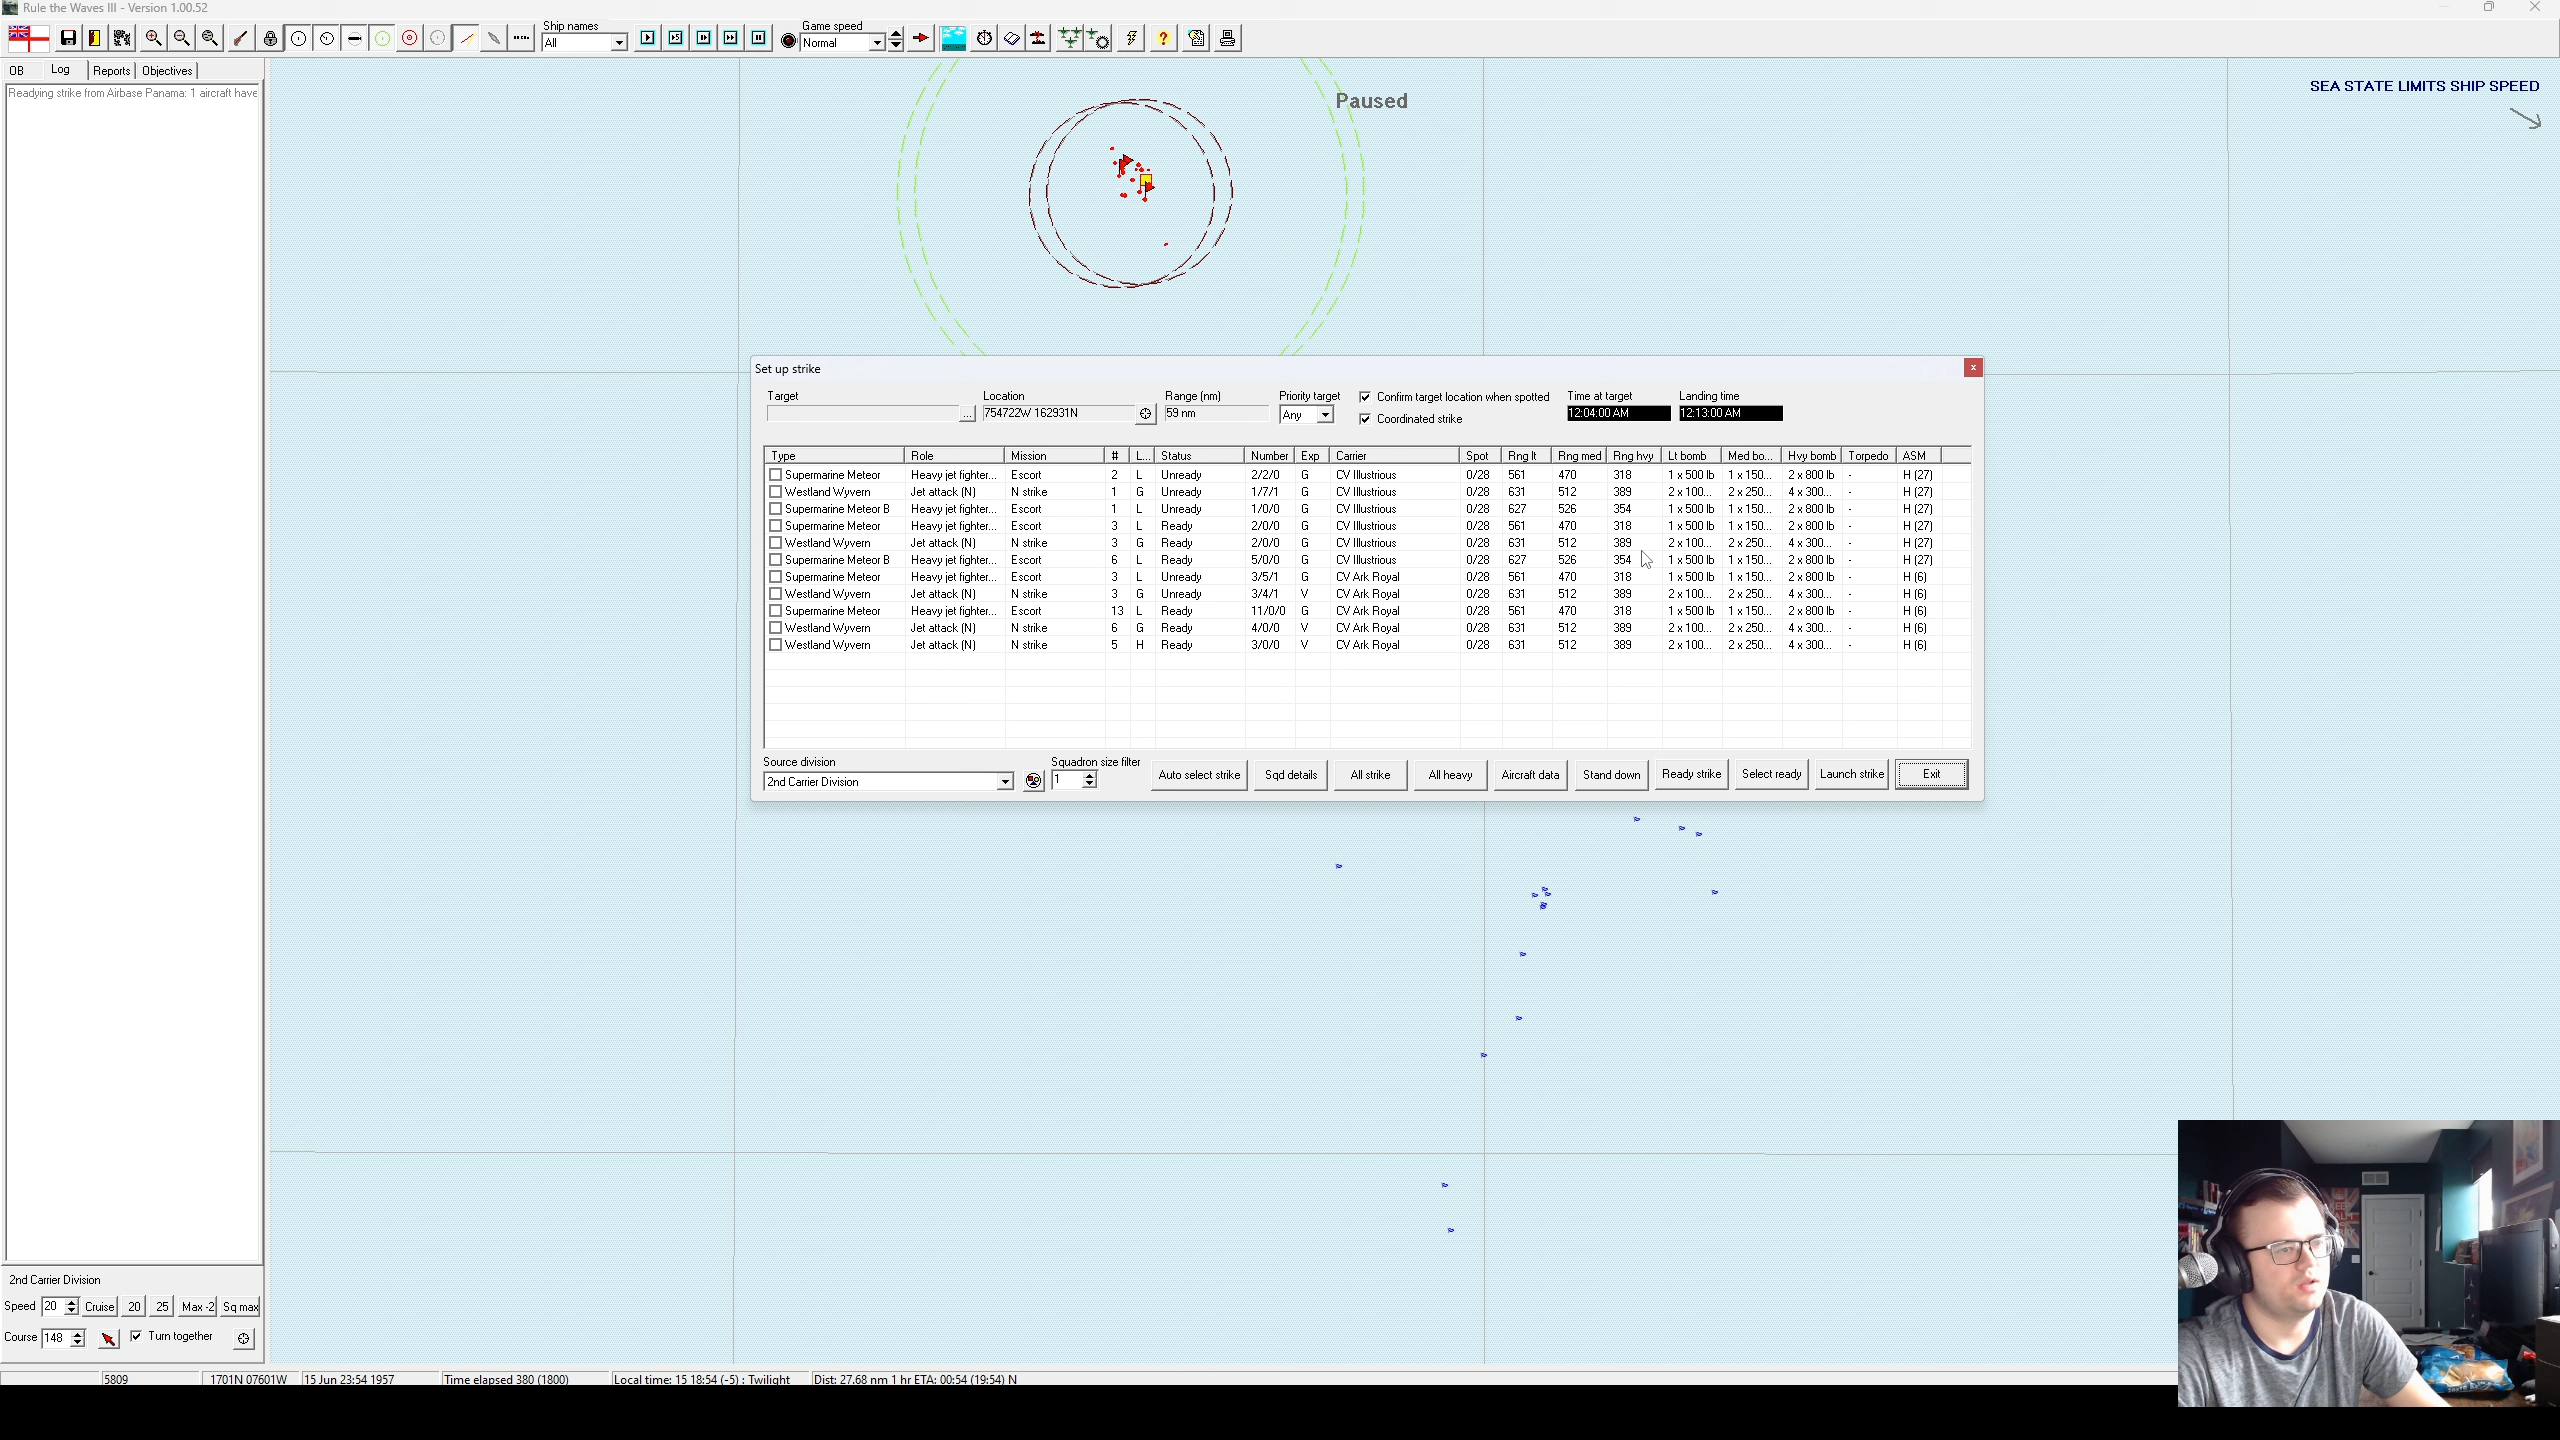 Rule the Waves III - Version 1.00.52
Ship names
All
Game speed
Normal
OB Log Reports Objectives
Readying strike from Airbase Panama: 1 aircraft have
Paused
SEA STATE LIMITS SHIP SPEED
Set up strike
Target Location Range (nm) Priority target Confirm target location when spotted Time at target Landing time
... 754722W 162931N 59 nm Any Coordinated strike 12:04:00 AM 12:13:00 AM
Type Role Mission # L... Status Number Exp Carrier Spot Rng lt Rng med Rng hvy Lt bomb Med bo... Hvy bomb Torpedo ASM
Supermarine Meteor Heavy jet fighter... Escort 2 L Unready 2/2/0 G CV Illustrious 0/28 561 470 318 1 x 500 lb 1 x 150... 2 x 800 lb - H (27)
Westland Wyvern Jet attack (N) N strike 1 G Unready 1/7/1 G CV Illustrious 0/28 631 512 389 2 x 100... 2 x 250... 4 x 300... - H (27)
Supermarine Meteor B Heavy jet fighter... Escort 1 L Unready 1/0/0 G CV Illustrious 0/28 627 526 354 1 x 500 lb 1 x 150... 2 x 800 lb - H (27)
Supermarine Meteor Heavy jet fighter... Escort 3 L Ready 2/0/0 G CV Illustrious 0/28 561 470 318 1 x 500 lb 1 x 150... 2 x 800 lb - H (27)
Westland Wyvern Jet attack (N) N strike 3 G Ready 2/0/0 G CV Illustrious 0/28 631 512 389 2 x 100... 2 x 250... 4 x 300... - H (27)
Supermarine Meteor B Heavy jet fighter... Escort 6 L Ready 5/0/0 G CV Illustrious 0/28 627 526 354 1 x 500 lb 1 x 150... 2 x 800 lb - H (27)
Supermarine Meteor Heavy jet fighter... Escort 3 L Unready 3/5/1 G CV Ark Royal 0/28 561 470 318 1 x 500 lb 1 x 150... 2 x 800 lb - H (6)
Westland Wyvern Jet attack (N) N strike 3 G Unready 3/4/1 V CV Ark Royal 0/28 631 512 389 2 x 100... 2 x 250... 4 x 300... - H (6)
Supermarine Meteor Heavy jet fighter... Escort 13 L Ready 11/0/0 G CV Ark Royal 0/28 561 470 318 1 x 500 lb 1 x 150... 2 x 800 lb - H (6)
Westland Wyvern Jet attack (N) N strike 6 G Ready 4/0/0 V CV Ark Royal 0/28 631 512 389 2 x 100... 2 x 250... 4 x 300... - H (6)
Westland Wyvern Jet attack (N) N strike 5 H Ready 3/0/0 V CV Ark Royal 0/28 631 512 389 2 x 100... 2 x 250... 4 x 300... - H (6)
Source division Squadron size filter
2nd Carrier Division 1 Auto select strike Sqd details All strike All heavy Aircraft data Stand down Ready strike Select ready Launch strike Exit
2nd Carrier Division
Speed 20 Cruise 20 25 Max -2 Sq max
Course 148 Turn together
5809 1701N 07601W 15 Jun 23:54 1957 Time elapsed 380 (1800) Local time: 15 18:54 (-5) : Twilight Dist: 27.68 nm 1 hr ETA: 00:54 (19:54) N